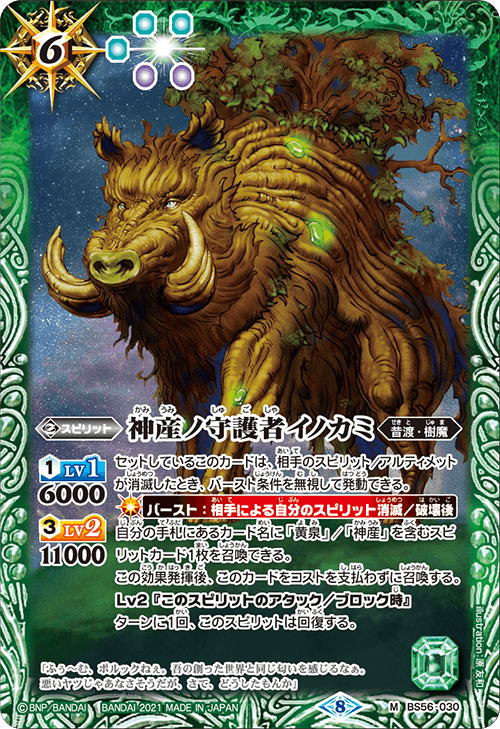 6
②スピリット 神産ノ守護者イノカミ 昔渡・樹魔
1 LV1
6000
セットしているこのカードは、相手のスピリット/アルティメット
が消滅したとき、バースト条件を無視して発動できる。
バースト:相手による自分のスピリット消滅/破壊後
3 LV2
11000
自分の手札にあるカード名に「黄泉」/「神産」を含むスピ
リットカード1枚を召喚できる。
この効果発揮後、このカードをコストを支払わずに召喚する。
Lv2『このスピリットのアタック/ブロック時』
ターンに1回、このスピリットは回復する。
「ふぅ~む、ポルックねぇ。吾の創った世界と同じ匂いを感じるなぁ。
悪いヤツじゃあなさそうだが、さて、どうしたもんか」
illustration:原 友和
©BNP/BANDAI BANDAI 2021 MADE IN JAPAN 8 M BS56-030